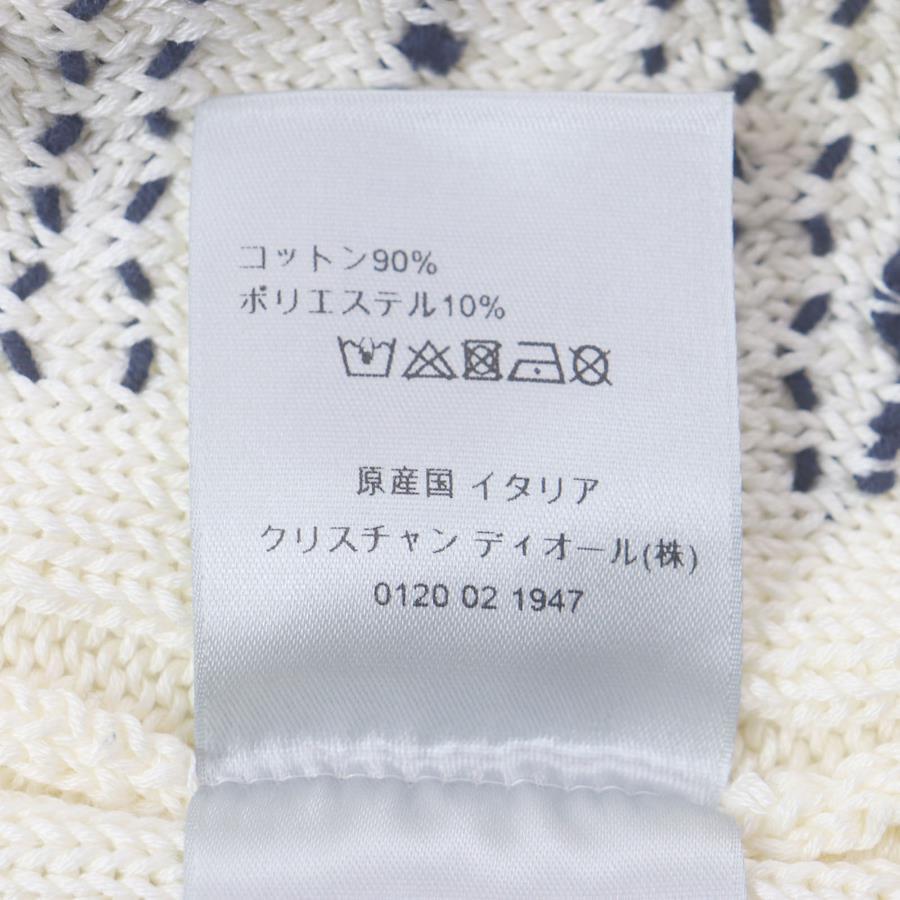 コットン90%
ポリエステル10%
原産国 イタリア
クリスチャン ディオール(株)
0120 02 1947